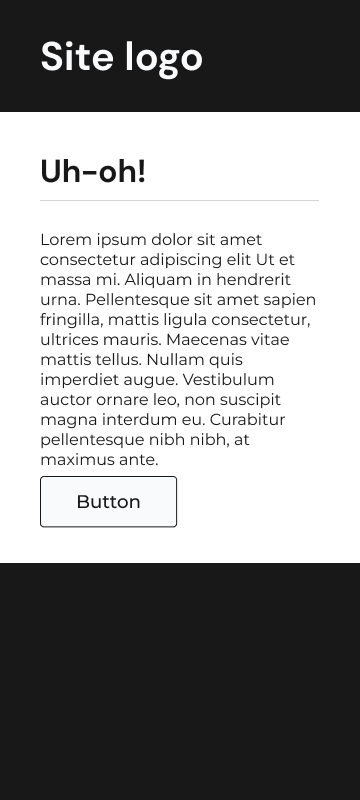 Site logo
Uh-oh!
Lorem ipsum dolor sit amet
consectetur adipiscing elit Ut et
massa mi. Aliquam in hendrerit
urna. Pellentesque sit amet sapien
fringilla, mattis ligula consectetur,
ultrices mauris. Maecenas vitae
mattis tellus. Nullam quis
imperdiet augue. Vestibulum
auctor ornare leo, non suscipit
magna interdum eu. Curabitur
pellentesque nibh nibh, at
maximus ante.
Button